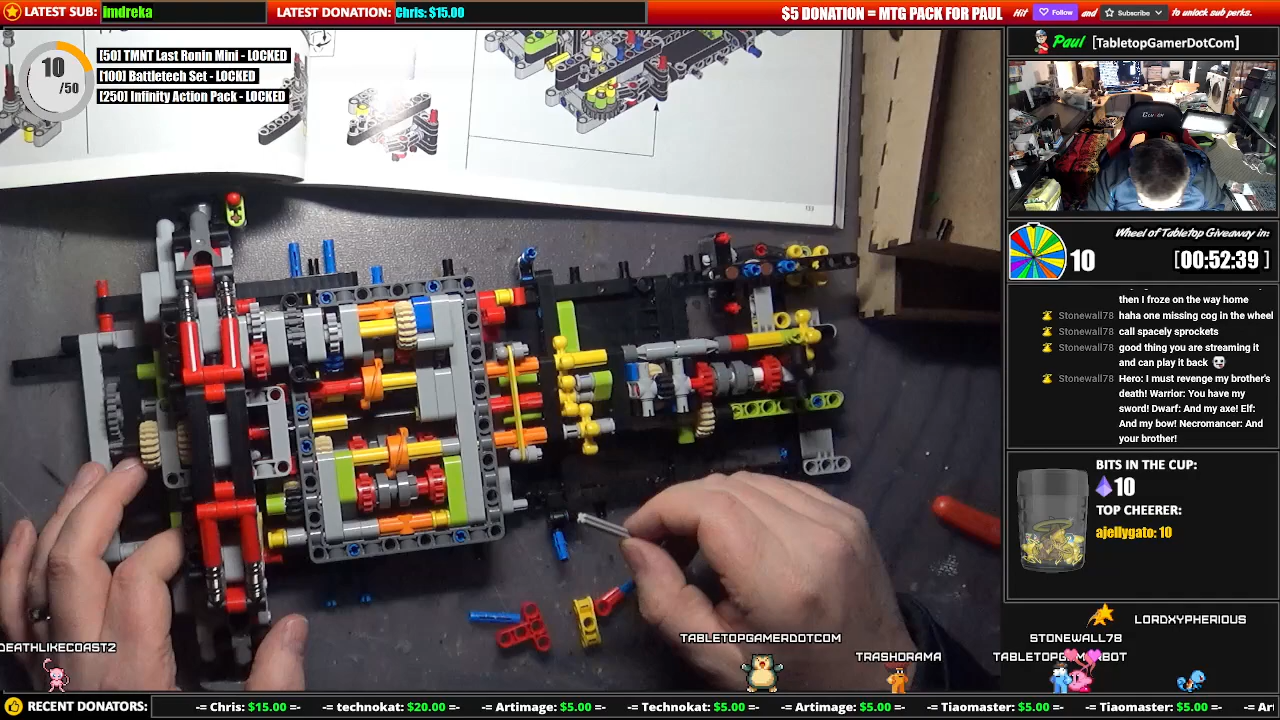 LATEST SUB: imdreka
LATEST DONATION: Chris: $15.00
$5 DONATION = MTG PACK FOR PAUL
Hit Follow and Subscribe to unlock sub perks.
10
/50
[50] TMNT Last Ronin Mini - LOCKED
[100] Battletech Set - LOCKED
[250] Infinity Action Pack - LOCKED
133
Paul [TabletopGamerDotCom]
CLUTCH
Wheel of Tabletop Giveaway in:
10 [00:52:39 ]
then I froze on the way home
Stonewall78 haha one missing cog in the wheel
Stonewall78 call spacely sprockets
Stonewall78 good thing you are streaming it
and can play it back
Stonewall78 Hero: I must revenge my brother's
death! Warrior: You have my
sword! Dwarf: And my axe! Elf:
And my bow! Necromancer: And
your brother!
BITS IN THE CUP:
10
TOP CHEERER:
ajellygato: 10
LORDXYPHERIOUS
STONEWALL78
TABLETOPGAMERDOTCOM
TRASHORAMA
TABLETOPGAMERBOT
DEATHLIKECOAST2
RECENT DONATORS: -= Chris: $15.00 =- -= technokat: $20.00 =- -= Artimage: $5.00 =- -= Technokat: $5.00 =- -= Artimage: $5.00 =- -= Tiaomaster: $5.00 =- -= Tiaomaster: $5.00 =- -= Ar